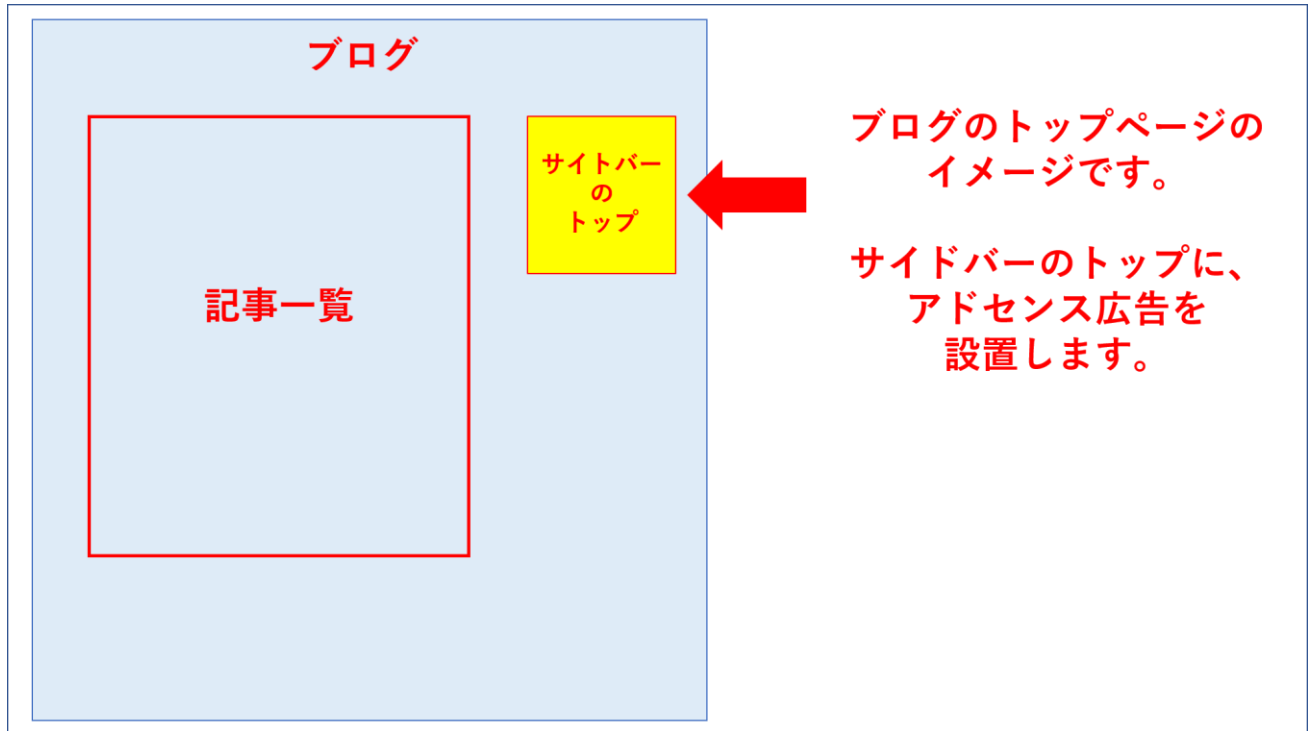 ブログ
サイトバー
の
トップ
記事一覧
ブログのトップページの
イメージです。
サイドバーのトップに、
アドセンス広告を
設置します。